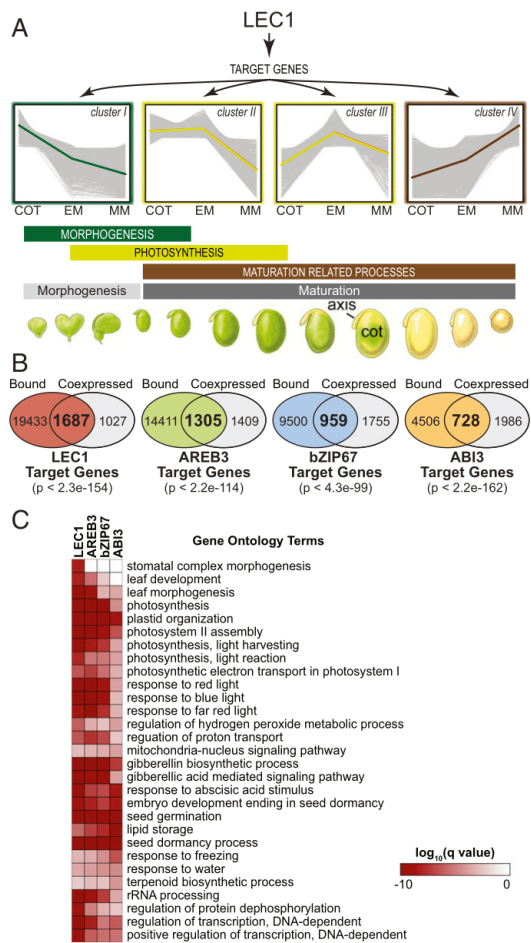 A
LEC1
TARGET GENES
cluster I
cluster II
cluster III
cluster IV
COT EM MM
COT EM MM
COT EM MM
COT EM MM
MORPHOGENESIS
PHOTOSYNTHESIS
MATURATION RELATED PROCESSES
Morphogenesis
Maturation
axis
cot
B
Bound Coexpressed
19433 1687 1027
LEC1
Target Genes
(p < 2.3e-154)
Bound Coexpressed
14411 1305 1409
AREB3
Target Genes
(p < 2.2e-114)
Bound Coexpressed
9500 959 1755
bZIP67
Target Genes
(p < 4.3e-99)
Bound Coexpressed
4506 728 1986
ABI3
Target Genes
(p < 2.2e-162)
C
LEC1
AREB3
bZIP67
ABI3
Gene Ontology Terms
stomatal complex morphogenesis
leaf development
leaf morphogenesis
photosynthesis
plastid organization
photosystem II assembly
photosynthesis, light harvesting
photosynthesis, light reaction
photosynthetic electron transport in photosystem I
response to red light
response to blue light
response to far red light
regulation of hydrogen peroxide metabolic process
reguation of proton transport
mitochondria-nucleus signaling pathway
gibberellin biosynthetic process
gibberellic acid mediated signaling pathway
response to abscisic acid stimulus
embryo development ending in seed dormancy
seed germination
lipid storage
seed dormancy process
response to freezing
response to water
terpenoid biosynthetic process
rRNA processing
regulation of protein dephosphorylation
regulation of transcription, DNA-dependent
positive regulation of transcription, DNA-dependent
log10(q value)
-10 0